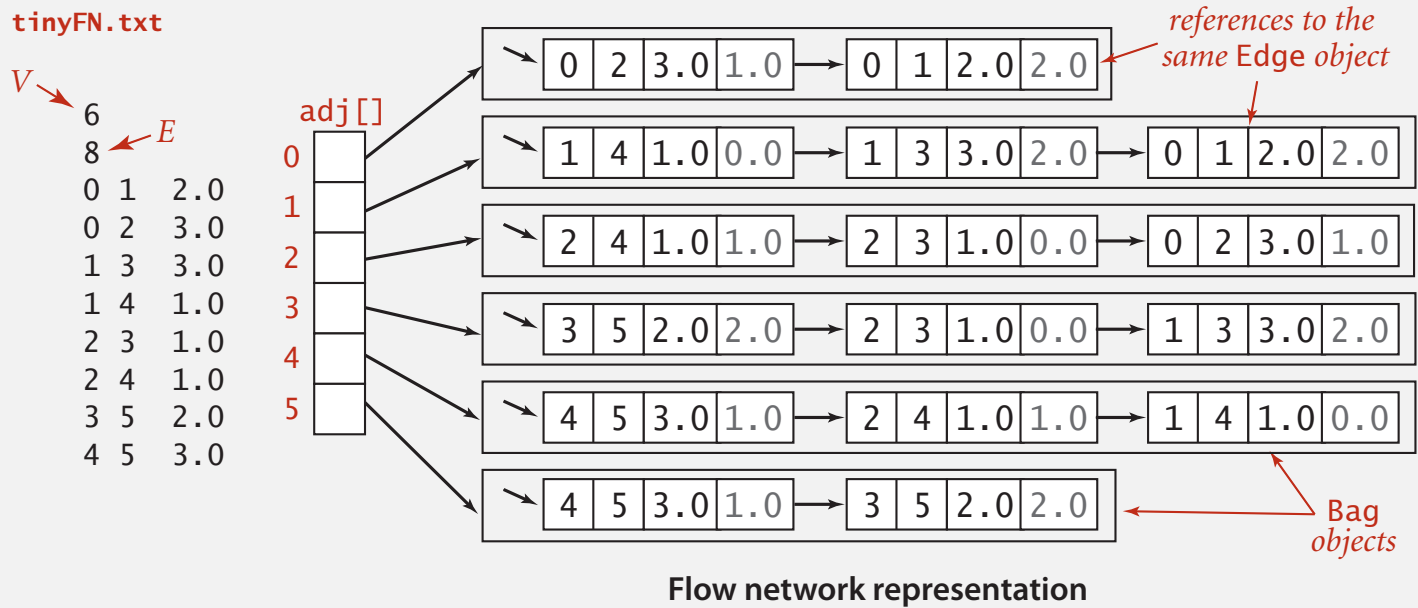 tinyFN.txt
V
6
8
E
0 1 2.0
0 2 3.0
1 3 3.0
1 4 1.0
2 3 1.0
2 4 1.0
3 5 2.0
4 5 3.0
adj[]
0
1
2
3
4
5
0 2 3.0 1.0 0 1 2.0 2.0
1 4 1.0 0.0 1 3 3.0 2.0 0 1 2.0 2.0
2 4 1.0 1.0 2 3 1.0 0.0 0 2 3.0 1.0
3 5 2.0 2.0 2 3 1.0 0.0 1 3 3.0 2.0
4 5 3.0 1.0 2 4 1.0 1.0 1 4 1.0 0.0
4 5 3.0 1.0 3 5 2.0 2.0
references to the
same Edge object
Bag
objects
Flow network representation